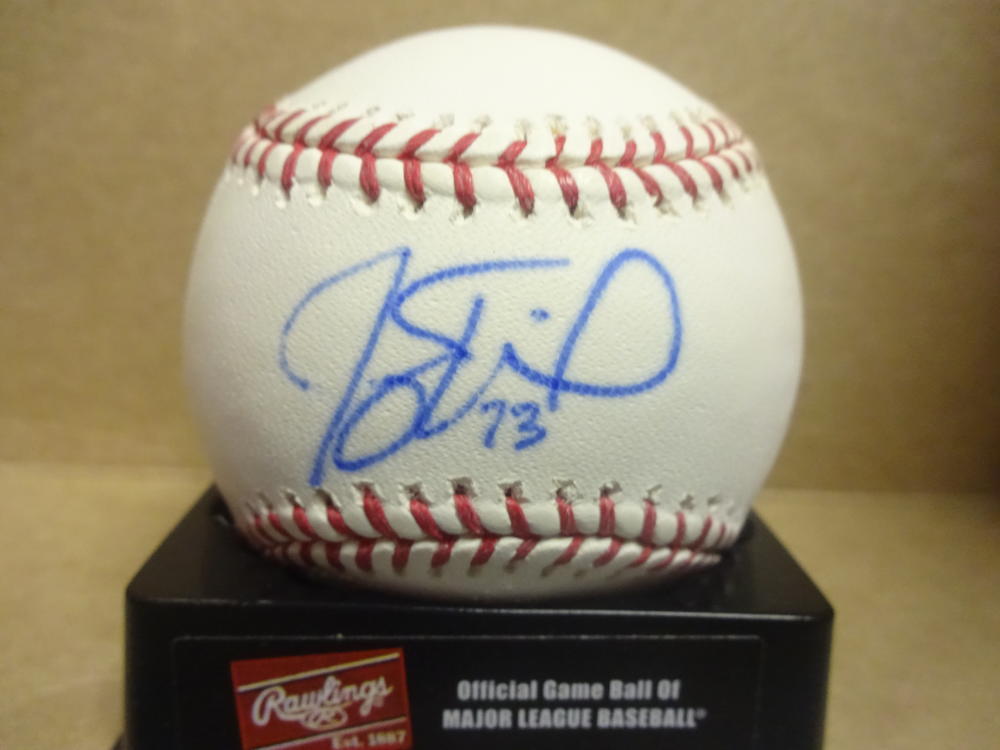 73
Rawlings
Est. 1887
Official Game Ball Of
MAJOR LEAGUE BASEBALL®